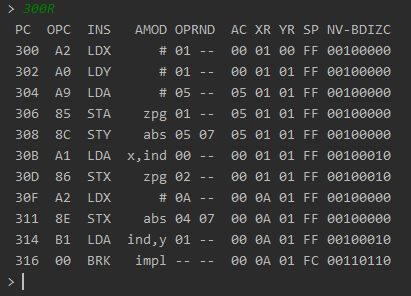 > 300R
PC OPC INS AMOD OPRND AC XR YR SP NV-BDIZC
300 A2 LDX # 01 -- 00 01 00 FF 00100000
302 A0 LDY # 01 -- 00 01 01 FF 00100000
304 A9 LDA # 05 -- 05 01 01 FF 00100000
306 85 STA zpg 01 -- 05 01 01 FF 00100000
308 8C STY abs 05 07 05 01 01 FF 00100000
30B A1 LDA x,ind 00 -- 00 01 01 FF 00100010
30D 86 STX zpg 02 -- 00 01 01 FF 00100010
30F A2 LDX # 0A -- 00 0A 01 FF 00100000
311 8E STX abs 04 07 00 0A 01 FF 00100000
314 B1 LDA ind,y 01 -- 00 0A 01 FF 00100010
316 00 BRK impl -- -- 00 0A 01 FC 00110110
>